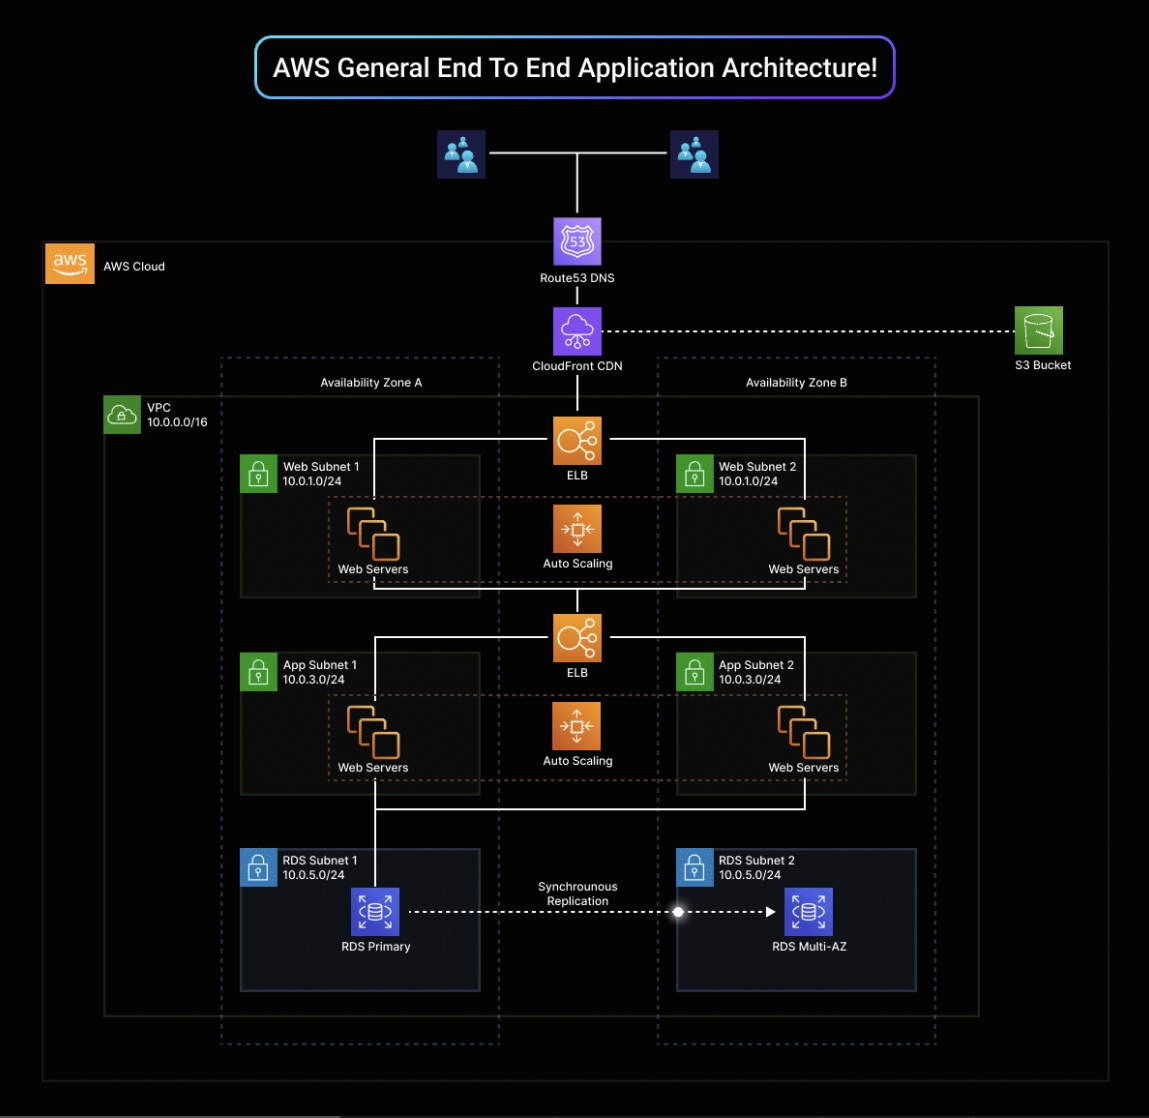 AWS General End To End Application Architecture!
53
Route53 DNS
aws
AWS Cloud
CloudFront CDN
S3 Bucket
Availability Zone A
Availability Zone B
VPC
10.0.0.0/16
ELB
Web Subnet 1
10.0.1.0/24
Web Subnet 2
10.0.1.0/24
Web Servers
Auto Scaling
Web Servers
ELB
App Subnet 1
10.0.3.0/24
App Subnet 2
10.0.3.0/24
Web Servers
Auto Scaling
Web Servers
RDS Subnet 1
10.0.5.0/24
RDS Subnet 2
10.0.5.0/24
Synchrounous
Replication
RDS Primary
RDS Multi-AZ